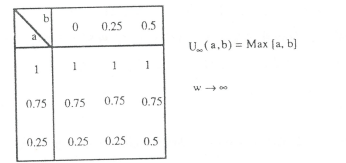 b
a
0 0.25 0.5
1 1 1 1
0.75 0.75 0.75 0.75
0.25 0.25 0.25 0.5
U∞(a,b) = Max [a, b]
w → ∞